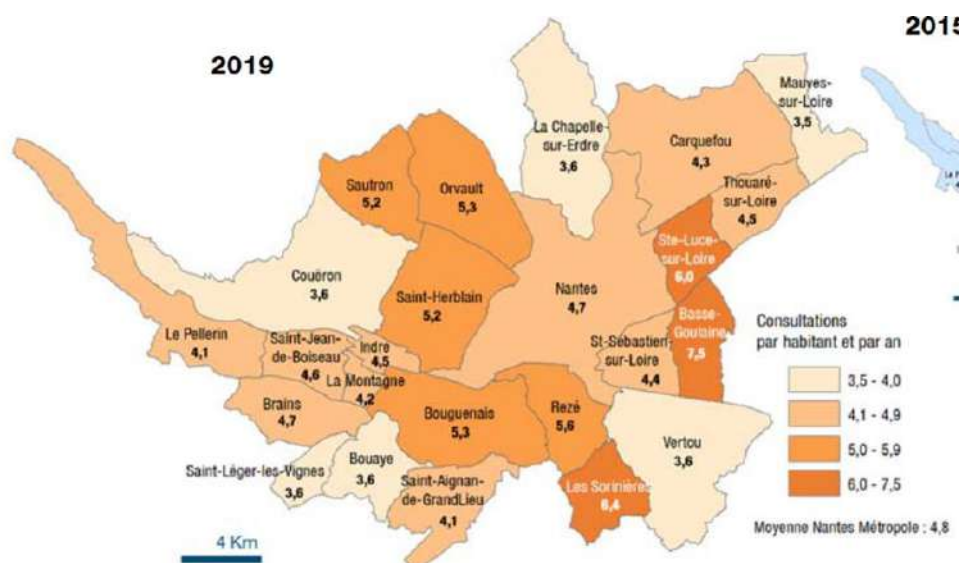 2019
2015
Mauves-
sur-Loire
3,5
La Chapelle-
sur-Erdre
3,6
Carquefou
4,3
Thouaré-
sur-Loire
4,5
Sautron
5,2
Orvault
5,3
Ste-Luce-
sur-Loire
6,0
Couëron
3,6
Saint-Herblain
5,2
Nantes
4,7
Basse-
Goulaine
7,5
Le Pellerin
4,1
Saint-Jean-
de-Boiseau
4,6
Indre
4,5
St-Sébastien-
sur-Loire
4,4
La Montagne
4,2
Brains
4,7
Bouguenais
5,3
Rezé
5,6
Vertou
3,6
Saint-Léger-les-Vignes
3,6
Bouaye
3,6
Saint-Aignan-
de-GrandLieu
4,1
Les Sorinières
6,4
Consultations
par habitant et par an
3,5 - 4,0
4,1 - 4,9
5,0 - 5,9
6,0 - 7,5
Moyenne Nantes Métropole : 4,8
4 Km